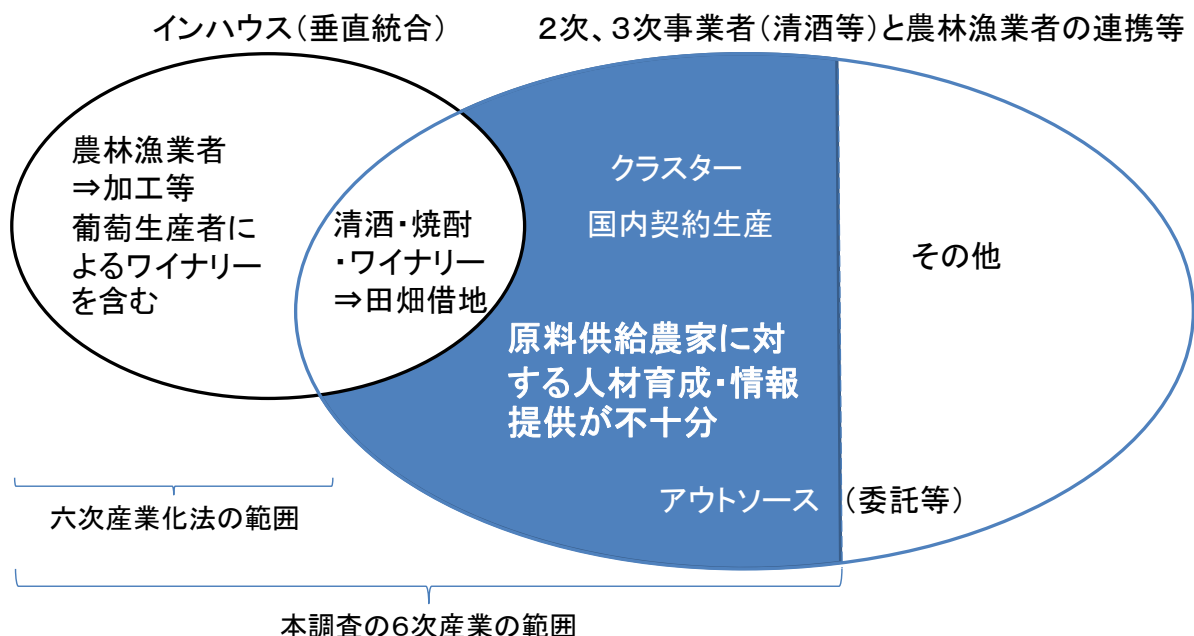 インハウス（垂直統合）
2次、3次事業者（清酒等）と農林漁業者の連携等
農林漁業者
⇒加工等
葡萄生産者に
よるワイナリー
を含む
清酒・焼酎
・ワイナリー
⇒田畑借地
クラスター
国内契約生産
原料供給農家に対
する人材育成・情報
提供が不十分
アウトソース （委託等）
その他
六次産業化法の範囲
本調査の6次産業の範囲